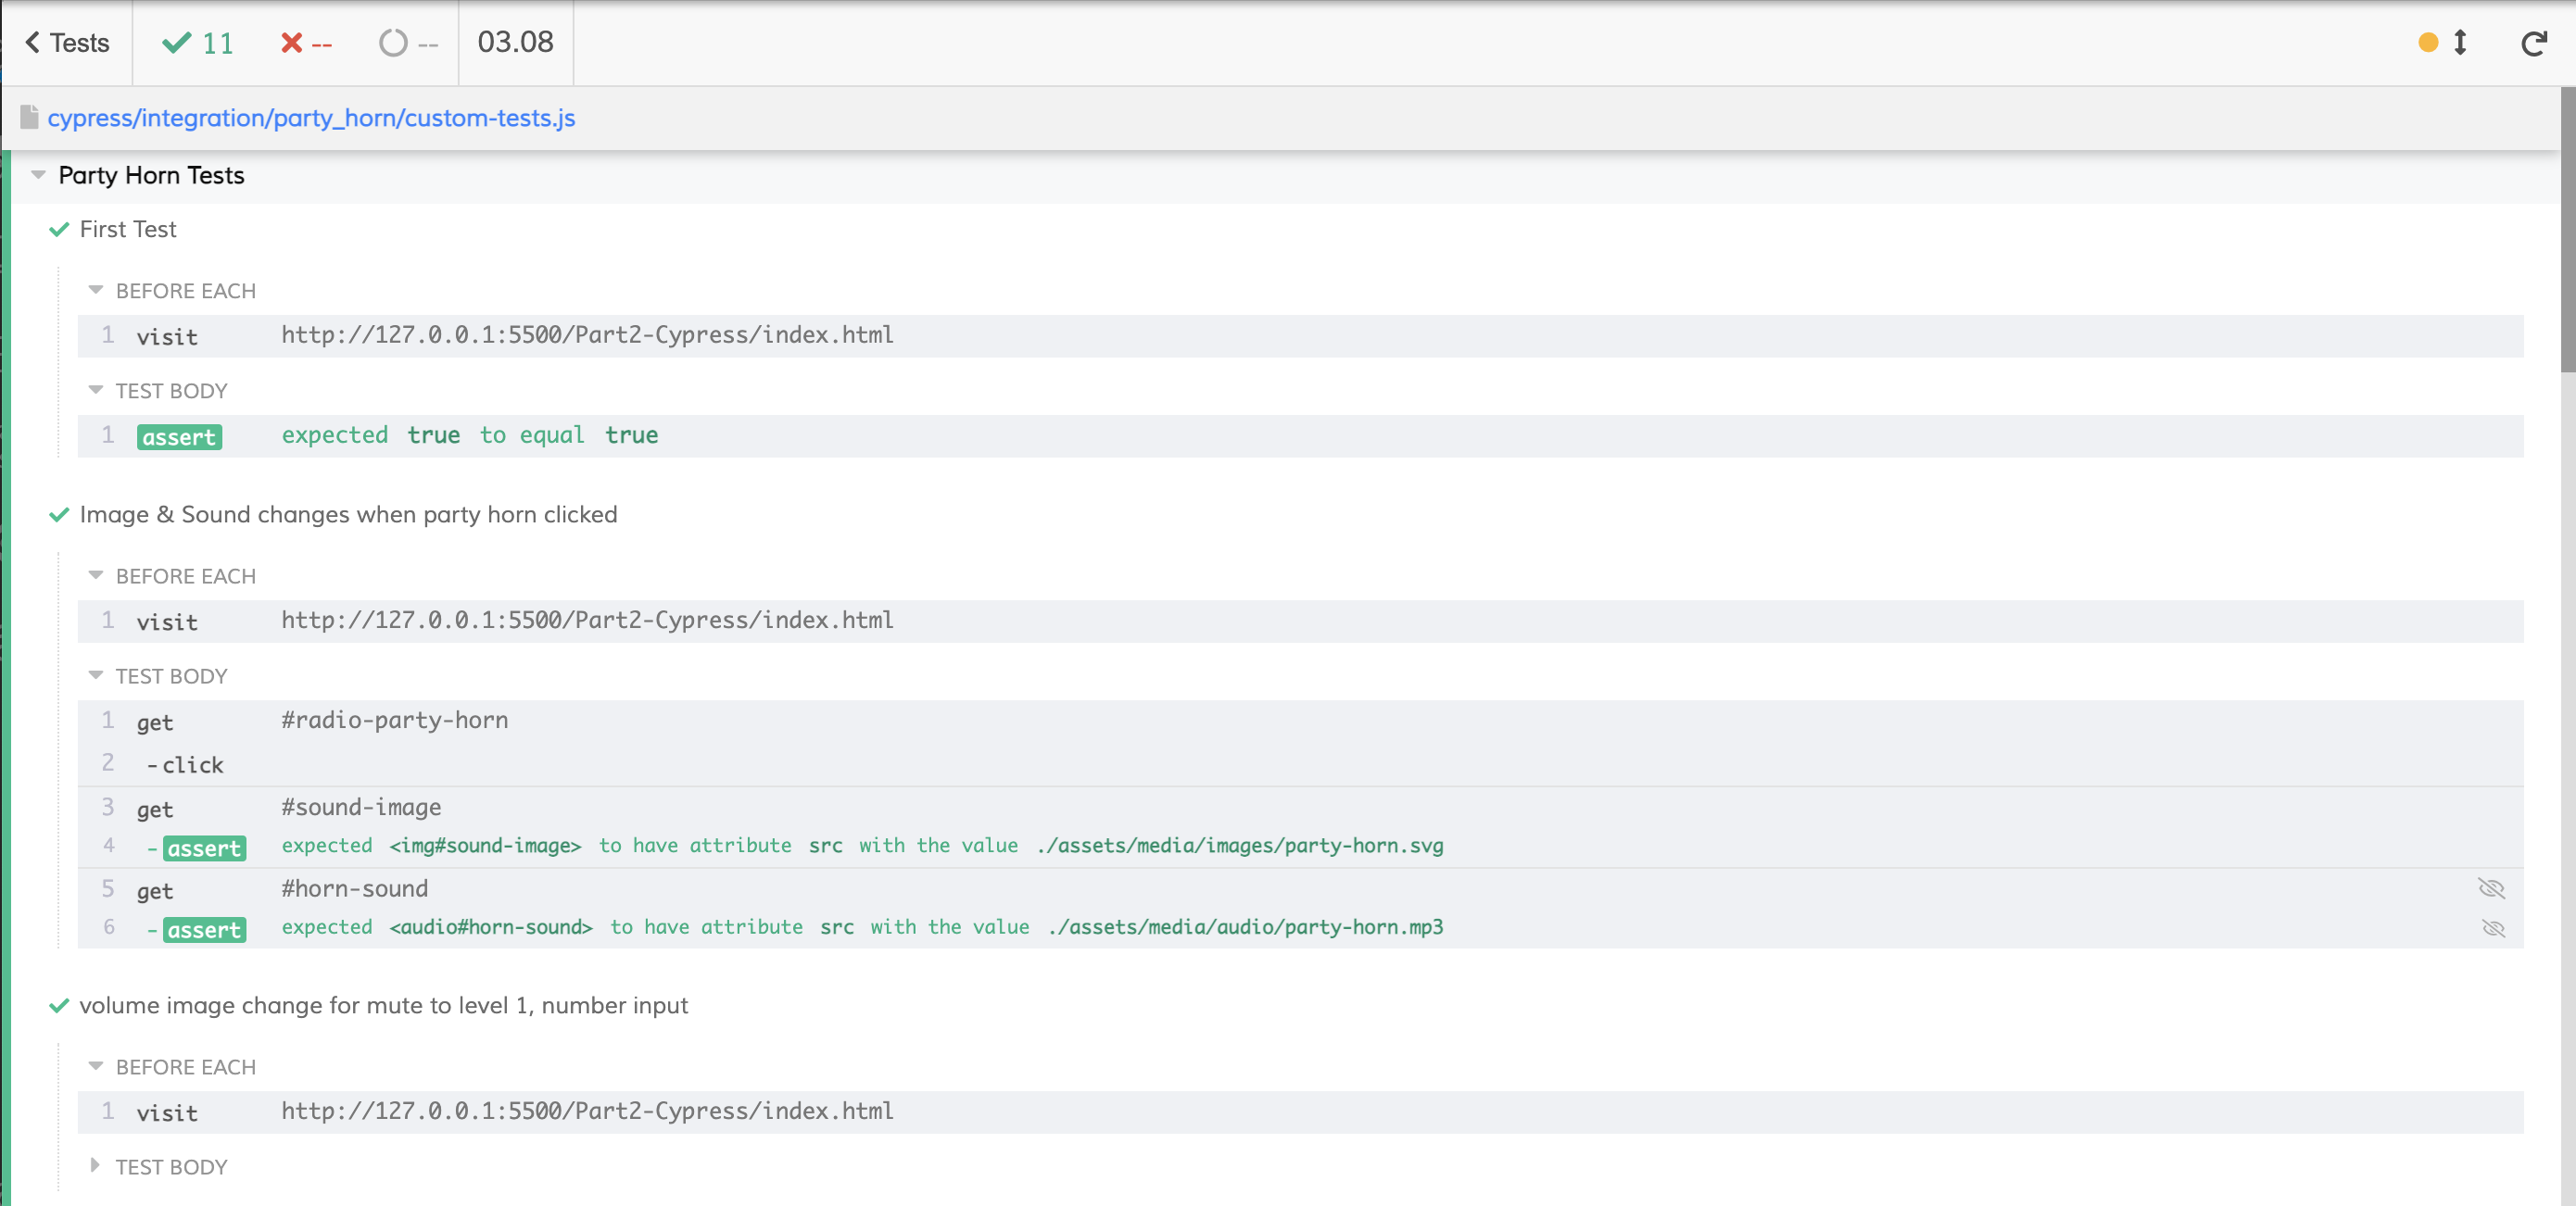 Tests 11 -- -- 03.08
cypress/integration/party_horn/custom-tests.js
Party Horn Tests
First Test
BEFORE EACH
1 visit http://127.0.0.1:5500/Part2-Cypress/index.html
TEST BODY
1 assert expected true to equal true
Image & Sound changes when party horn clicked
BEFORE EACH
1 visit http://127.0.0.1:5500/Part2-Cypress/index.html
TEST BODY
1 get #radio-party-horn
2 -click
3 get #sound-image
4 -assert expected <img#sound-image> to have attribute src with the value ./assets/media/images/party-horn.svg
5 get #horn-sound
6 -assert expected <audio#horn-sound> to have attribute src with the value ./assets/media/audio/party-horn.mp3
volume image change for mute to level 1, number input
BEFORE EACH
1 visit http://127.0.0.1:5500/Part2-Cypress/index.html
TEST BODY